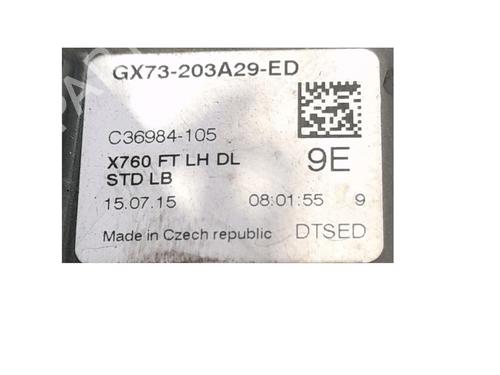 GX73-203A29-ED
C36984-105
X760 FT LH DL
STD LB
9E
15.07.15 08:01:55 9
Made in Czech republic DTSED